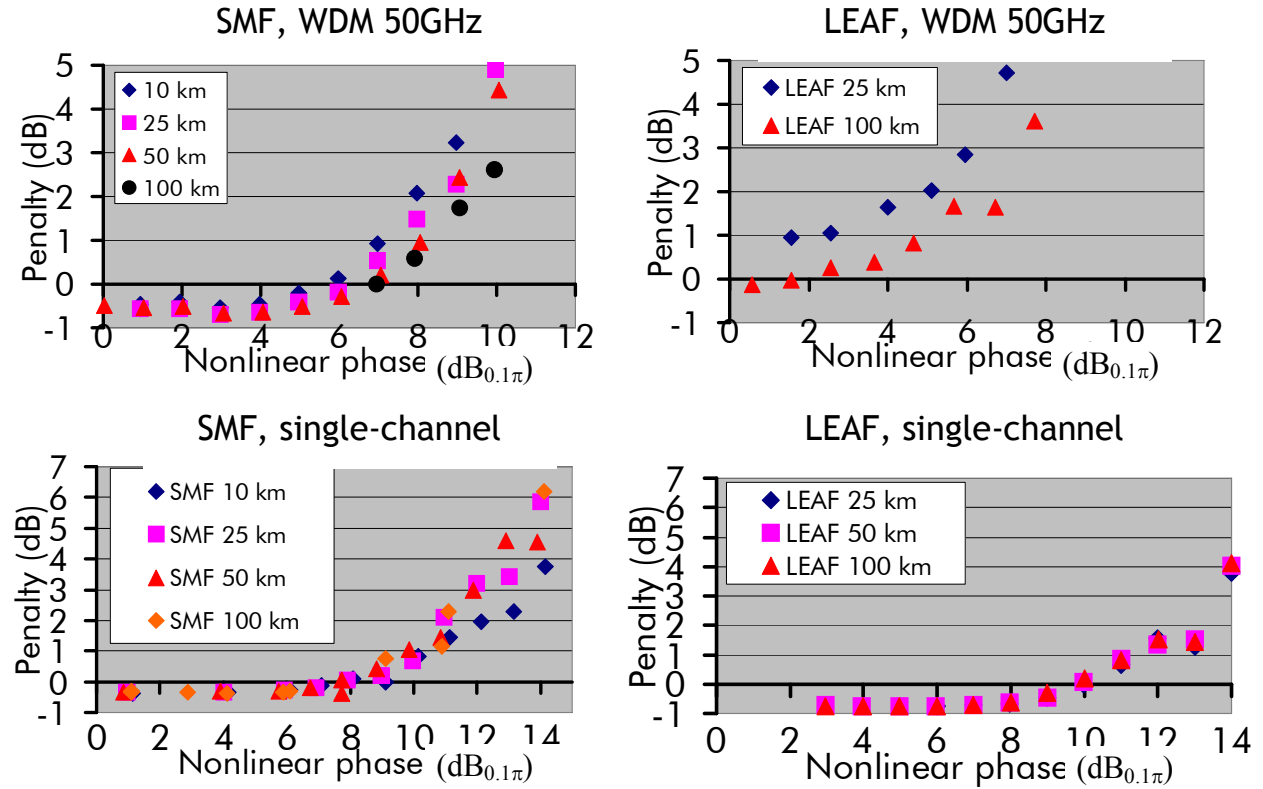 SMF, WDM 50GHz
5
4
3
2
1
0
-1
Penalty (dB)
10 km
25 km
50 km
100 km
0 2 4 6 8 10 12
Nonlinear phase (dB0.1π)
LEAF, WDM 50GHz
5
4
3
2
1
0
-1
Penalty (dB)
LEAF 25 km
LEAF 100 km
0 2 4 6 8 10 12
Nonlinear phase (dB0.1π)
SMF, single-channel
7
6
5
4
3
2
1
0
-1
Penalty (dB)
SMF 10 km
SMF 25 km
SMF 50 km
SMF 100 km
0 2 4 6 8 10 12 14
Nonlinear phase (dB0.1π)
LEAF, single-channel
7
6
5
4
3
2
1
0
-1
Penalty (dB)
LEAF 25 km
LEAF 50 km
LEAF 100 km
0 2 4 6 8 10 12 14
Nonlinear phase (dB0.1π)